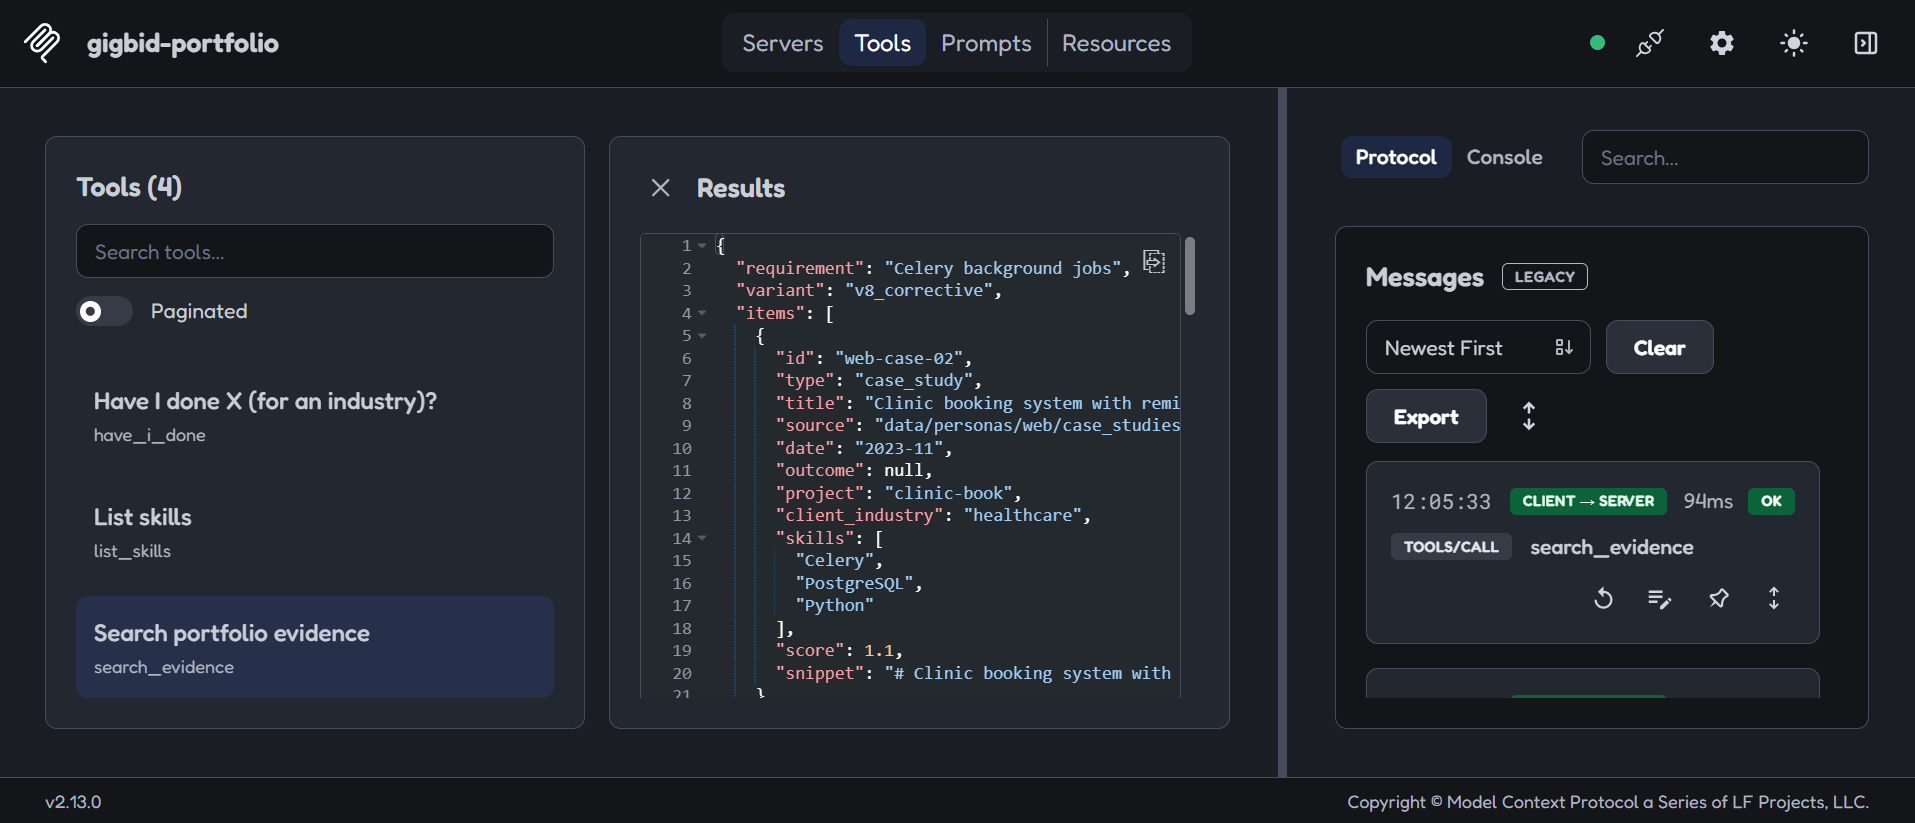 gigbid-portfolio
Servers Tools Prompts Resources
Tools (4)
Search tools...
Paginated
Have I done X (for an industry)?
have_i_done
List skills
list_skills
Search portfolio evidence
search_evidence
Results
1 {
2 "requirement": "Celery background jobs",
3 "variant": "v8_corrective",
4 "items": [
5 {
6 "id": "web-case-02",
7 "type": "case_study",
8 "title": "Clinic booking system with remi
9 "source": "data/personas/web/case_studies
10 "date": "2023-11",
11 "outcome": null,
12 "project": "clinic-book",
13 "client_industry": "healthcare",
14 "skills": [
15 "Celery",
16 "PostgreSQL",
17 "Python"
18 ],
19 "score": 1.1,
20 "snippet": "# Clinic booking system with
21 }
Protocol Console Search...
Messages LEGACY
Newest First Clear
Export
12:05:33 CLIENT → SERVER 94ms OK
TOOLS/CALL search_evidence
v2.13.0
Copyright © Model Context Protocol a Series of LF Projects, LLC.